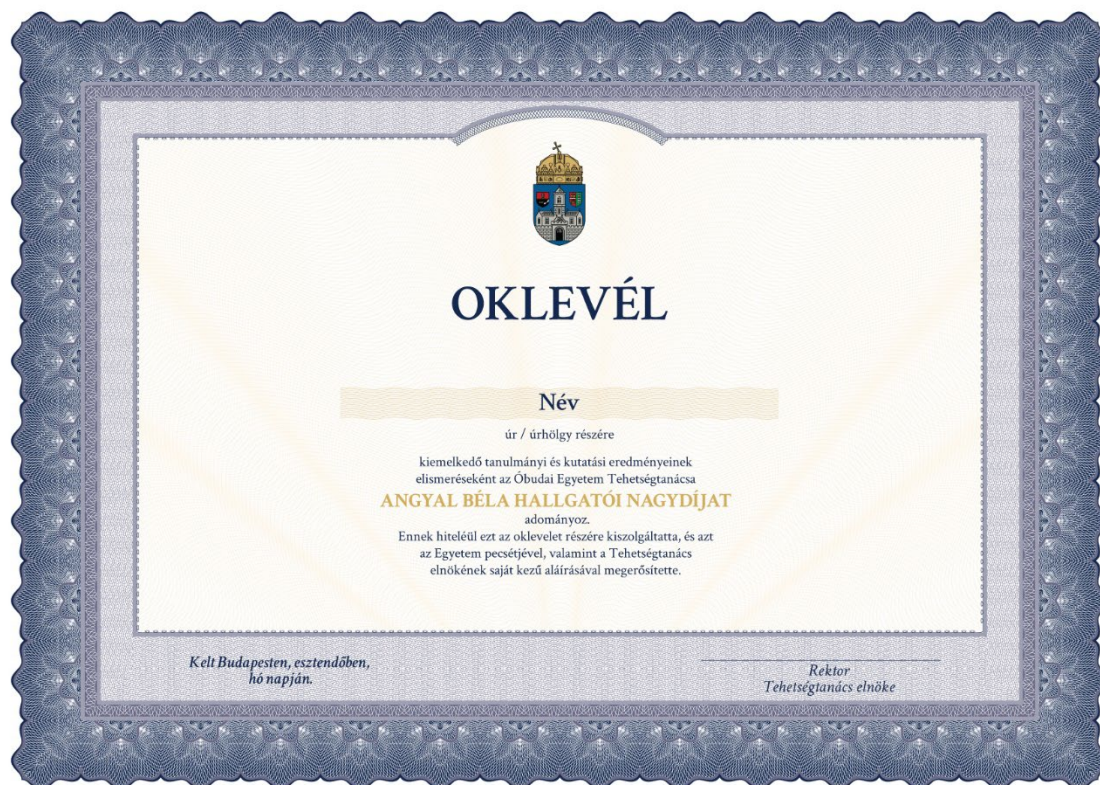 OKLEVÉL
Név
úr / úrhölgy részére
kiemelkedő tanulmányi és kutatási eredményeinek
elismeréseként az Óbudai Egyetem Tehetségtanácsa
ANGYAL BÉLA HALLGATÓI NAGYDÍJAT
adományoz.
Ennek hiteléül ezt az oklevelet részére kiszolgáltatta, és azt
az Egyetem pecsétjével, valamint a Tehetségtanács
elnökének saját kezű aláírásával megerősítette.
Kelt Budapesten, esztendőben,
hó napján.
Rektor
Tehetségtanács elnöke